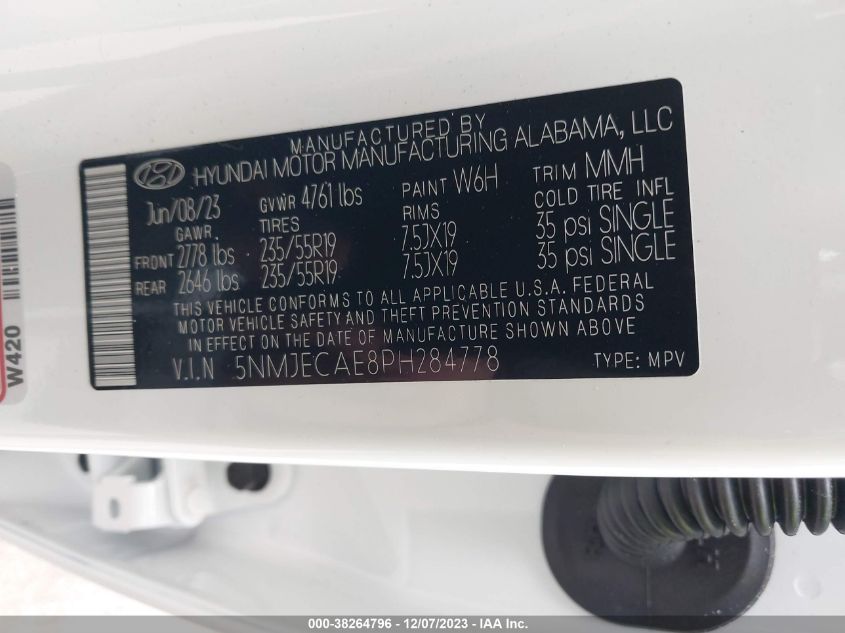 MANUFACTURED BY
HYUNDAI MOTOR MANUFACTURING ALABAMA, LLC
Jun/08/23 GVWR 4761 lbs PAINT W6H TRIM MMH
GAWR TIRES RIMS COLD TIRE INFL
FRONT 2778 lbs 235/55R19 7.5JX19 35 psi SINGLE
REAR 2646 lbs 235/55R19 7.5JX19 35 psi SINGLE
THIS VEHICLE CONFORMS TO ALL APPLICABLE U.S.A. FEDERAL
MOTOR VEHICLE SAFETY AND THEFT PREVENTION STANDARDS
IN EFFECT ON THE DATE OF MANUFACTURE SHOWN ABOVE
V.I.N 5NMJECAE8PH284778 TYPE: MPV
W420
000-38264796 - 12/07/2023 - IAA Inc.